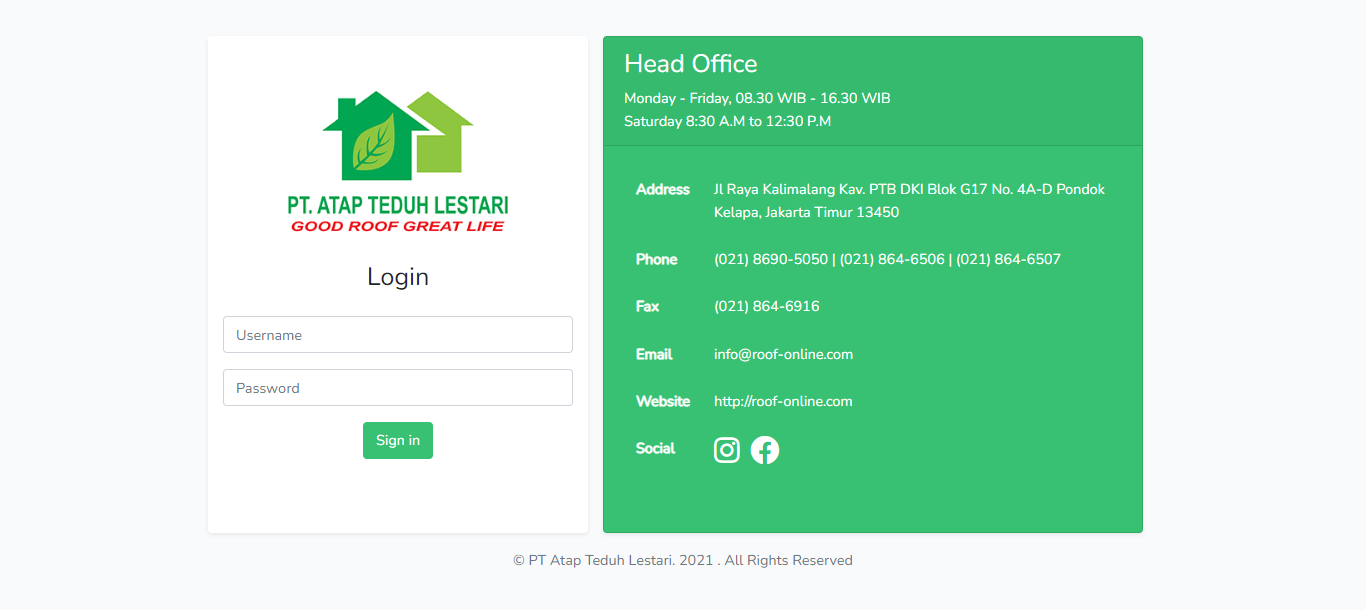 PT. ATAP TEDUH LESTARI
GOOD ROOF GREAT LIFE
Login
Username
Password
Sign in
Head Office
Monday - Friday, 08.30 WIB - 16.30 WIB
Saturday 8:30 A.M to 12:30 P.M
Address Jl Raya Kalimalang Kav. PTB DKI Blok G17 No. 4A-D Pondok
Kelapa, Jakarta Timur 13450
Phone (021) 8690-5050 | (021) 864-6506 | (021) 864-6507
Fax (021) 864-6916
Email info@roof-online.com
Website http://roof-online.com
Social
© PT Atap Teduh Lestari. 2021 . All Rights Reserved